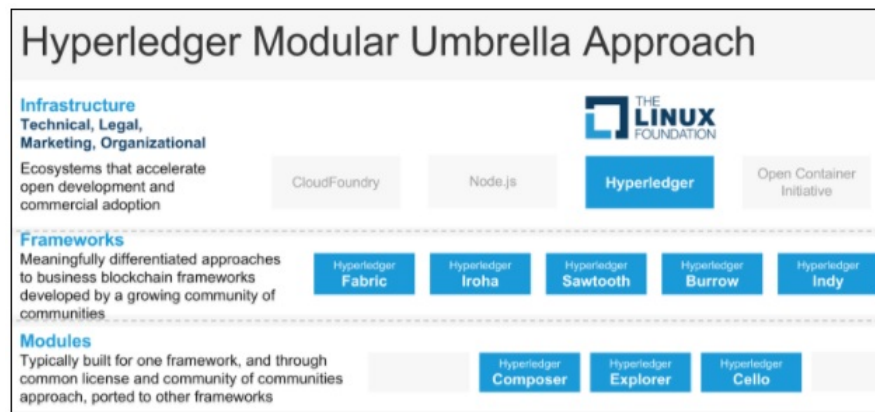 Hyperledger Modular Umbrella Approach
Infrastructure
Technical, Legal,
Marketing, Organizational
THE
LINUX
FOUNDATION
Ecosystems that accelerate
open development and
commercial adoption
CloudFoundry
Node.js
Hyperledger
Open Container
Initiative
Frameworks
Meaningfully differentiated approaches
to business blockchain frameworks
developed by a growing community of
communities
Hyperledger
Fabric
Hyperledger
Iroha
Hyperledger
Sawtooth
Hyperledger
Burrow
Hyperledger
Indy
Modules
Typically built for one framework, and through
common license and community of communities
approach, ported to other frameworks
Hyperledger
Composer
Hyperledger
Explorer
Hyperledger
Cello